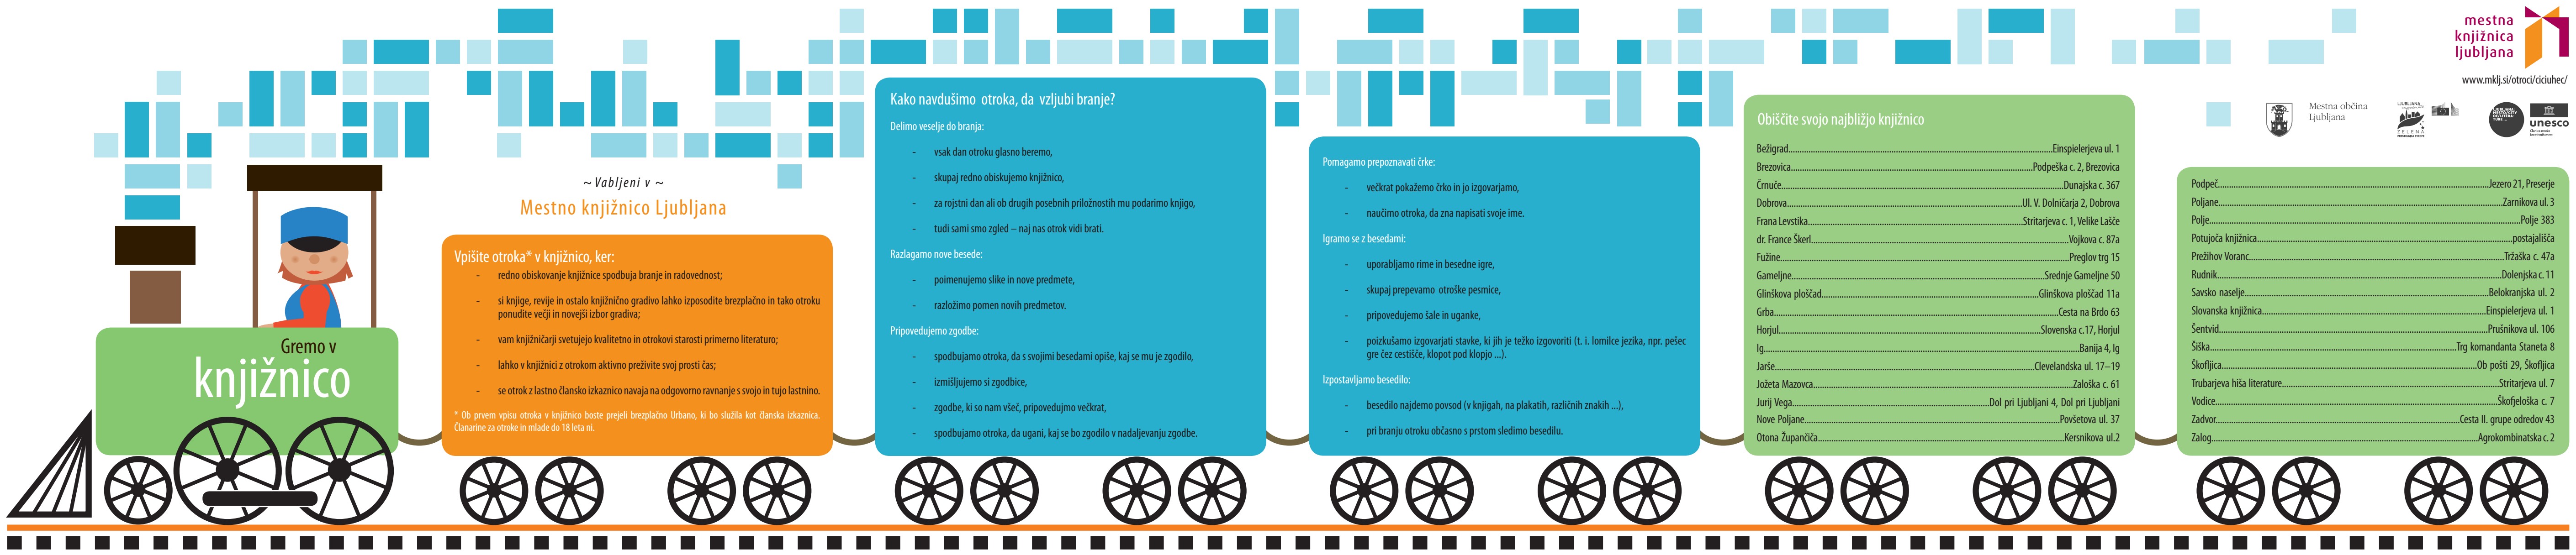 Gremo v
knjižnico
~ Vabljeni v ~
Mestno knjižnico Ljubljana
Vpišite otroka* v knjižnico, ker:
- redno obiskovanje knjižnice spodbuja branje in radovednost;
- si knjige, revije in ostalo knjižnično gradivo lahko izposodite brezplačno in tako otroku
ponudite večji in novejši izbor gradiva;
- vam knjižničarji svetujejo kvalitetno in otrokovi starosti primerno literaturo;
- lahko v knjižnici z otrokom aktivno preživite svoj prosti čas;
- se otrok z lastno člansko izkaznico navaja na odgovorno ravnanje s svojo in tujo lastnino.
* Ob prvem vpisu otroka v knjižnico boste prejeli brezplačno Urbano, ki bo služila kot članska izkaznica.
Članarine za otroke in mlade do 18 leta ni.
Kako navdušimo otroka, da vzljubi branje?
Delimo veselje do branja:
- vsak dan otroku glasno beremo,
- skupaj redno obiskujemo knjižnico,
- za rojstni dan ali ob drugih posebnih priložnostih mu podarimo knjigo,
- tudi sami smo zgled – naj nas otrok vidi brati.
Razlagamo nove besede:
- poimenujemo slike in nove predmete,
- razložimo pomen novih predmetov.
Pripovedujemo zgodbe:
- spodbujamo otroka, da s svojimi besedami opiše, kaj se mu je zgodilo,
- izmišljujemo si zgodbice,
- zgodbe, ki so nam všeč, pripovedujmo večkrat,
- spodbujamo otroka, da ugani, kaj se bo zgodilo v nadaljevanju zgodbe.
Pomagamo prepoznavati črke:
- večkrat pokažemo črko in jo izgovarjamo,
- naučimo otroka, da zna napisati svoje ime.
Igramo se z besedami:
- uporabljamo rime in besedne igre,
- skupaj prepevamo otroške pesmice,
- pripovedujemo šale in uganke,
- poizkušamo izgovarjati stavke, ki jih je težko izgovoriti (t. i. lomilce jezika, npr. pešec
gre čez cestišče, klopot pod klopjo ...).
Izpostavljamo besedilo:
- besedilo najdemo povsod (v knjigah, na plakatih, različnih znakih ...),
- pri branju otroku občasno s prstom sledimo besedilu.
Obiščite svojo najbližjo knjižnico
Bežigrad...Einspielerjeva ul. 1
Brezovica...Podpeška c. 2, Brezovica
Črnuče...Dunajska c. 367
Dobrova...Ul. V. Dolničarja 2, Dobrova
Frana Levstika...Stritarjeva c. 1, Velike Lašče
dr. France Škerl...Vojkova c. 87a
Fužine...Preglov trg 15
Gameljne...Srednje Gameljne 50
Glinškova ploščad...Glinškova ploščad 11a
Grba...Cesta na Brdo 63
Horjul...Slovenska c.17, Horjul
Ig...Banija 4, Ig
Jarše...Clevelandska ul. 17–19
Jožeta Mazovca...Zaloška c. 61
Jurij Vega...Dol pri Ljubljani 4, Dol pri Ljubljani
Nove Poljane...Povšetova ul. 37
Otona Župančiča...Kersnikova ul.2
mestna
knjižnica
ljubljana
www.mklj.si/otroci/ciciuhec/
Mestna občina
Ljubljana
LJUBLJANA
ZELENA
unesco
Podpeč...Jezero 21, Preserje
Poljane...Zarnikova ul. 3
Polje...Polje 383
Potujoča knjižnica...postajališča
Prežihov Voranc...Tržaška c. 47a
Rudnik...Dolenjska c. 11
Savsko naselje...Belokranjska ul. 2
Slovanska knjižnica...Einspielerjeva ul. 1
Šentvid...Prušnikova ul. 106
Šiška...Trg komandanta Staneta 8
Škofljica...Ob pošti 29, Škofljica
Trubarjeva hiša literature...Stritarjeva ul. 7
Vodice...Škofjeloška c. 7
Zadvor...Cesta II. grupe odredov 43
Zalog...Agrokombinatska c. 2